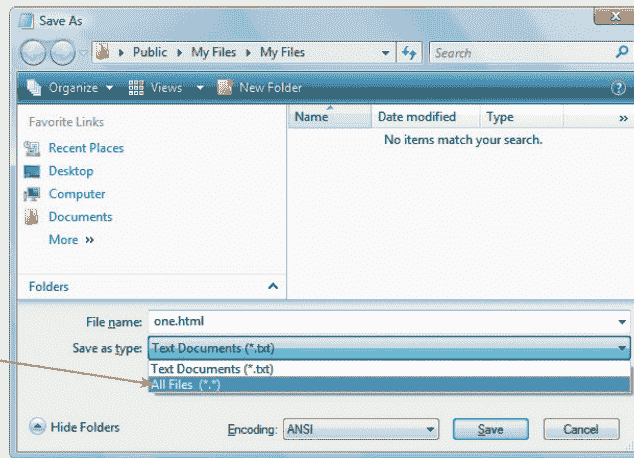 Save As
Public ▸ My Files ▸ My Files
Search
Organize Views New Folder
Favorite Links
Recent Places
Desktop
Computer
Documents
More »
Folders
Name Date modified Type »
No items match your search.
File name: one.html
Save as type: Text Documents (*.txt)
Text Documents (*.txt)
All Files (*.*)
Hide Folders
Encoding: ANSI
Save
Cancel